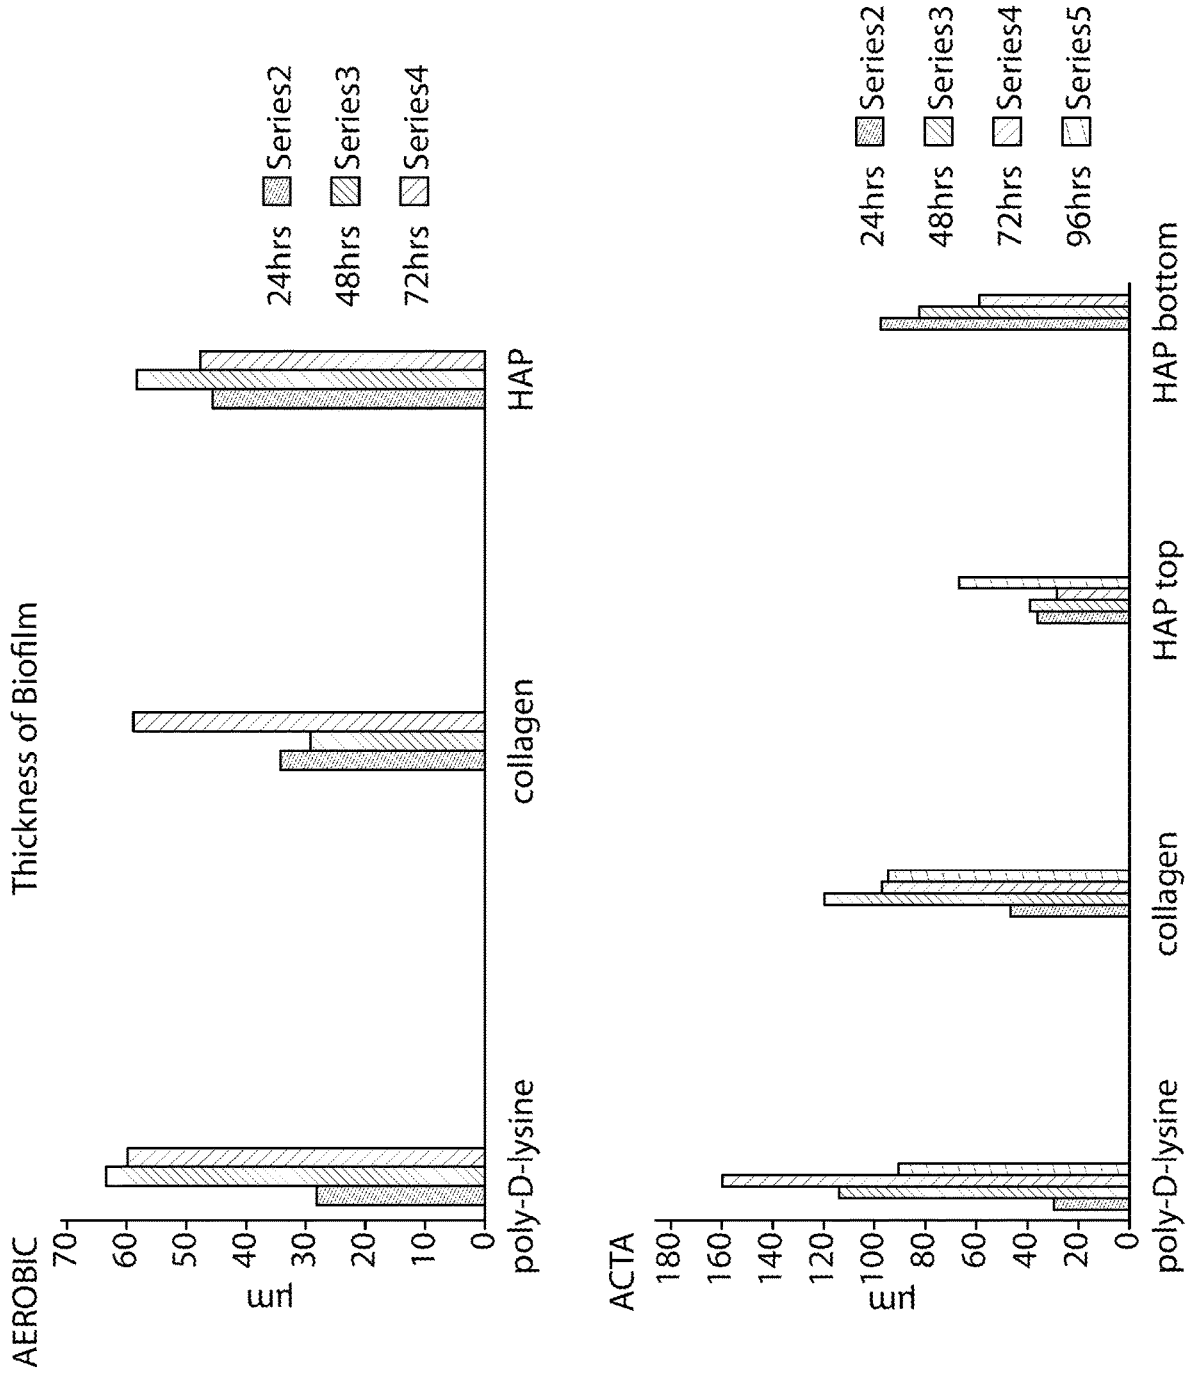 Thickness of Biofilm
AEROBIC
70
60
50
40
30
20
10
0
µm
poly-D-lysine
collagen
HAP
24hrs Series2
48hrs Series3
72hrs Series4
ACTA
180
160
140
120
100
80
60
40
20
0
µm
poly-D-lysine
collagen
HAP top
HAP bottom
24hrs Series2
48hrs Series3
72hrs Series4
96hrs Series5